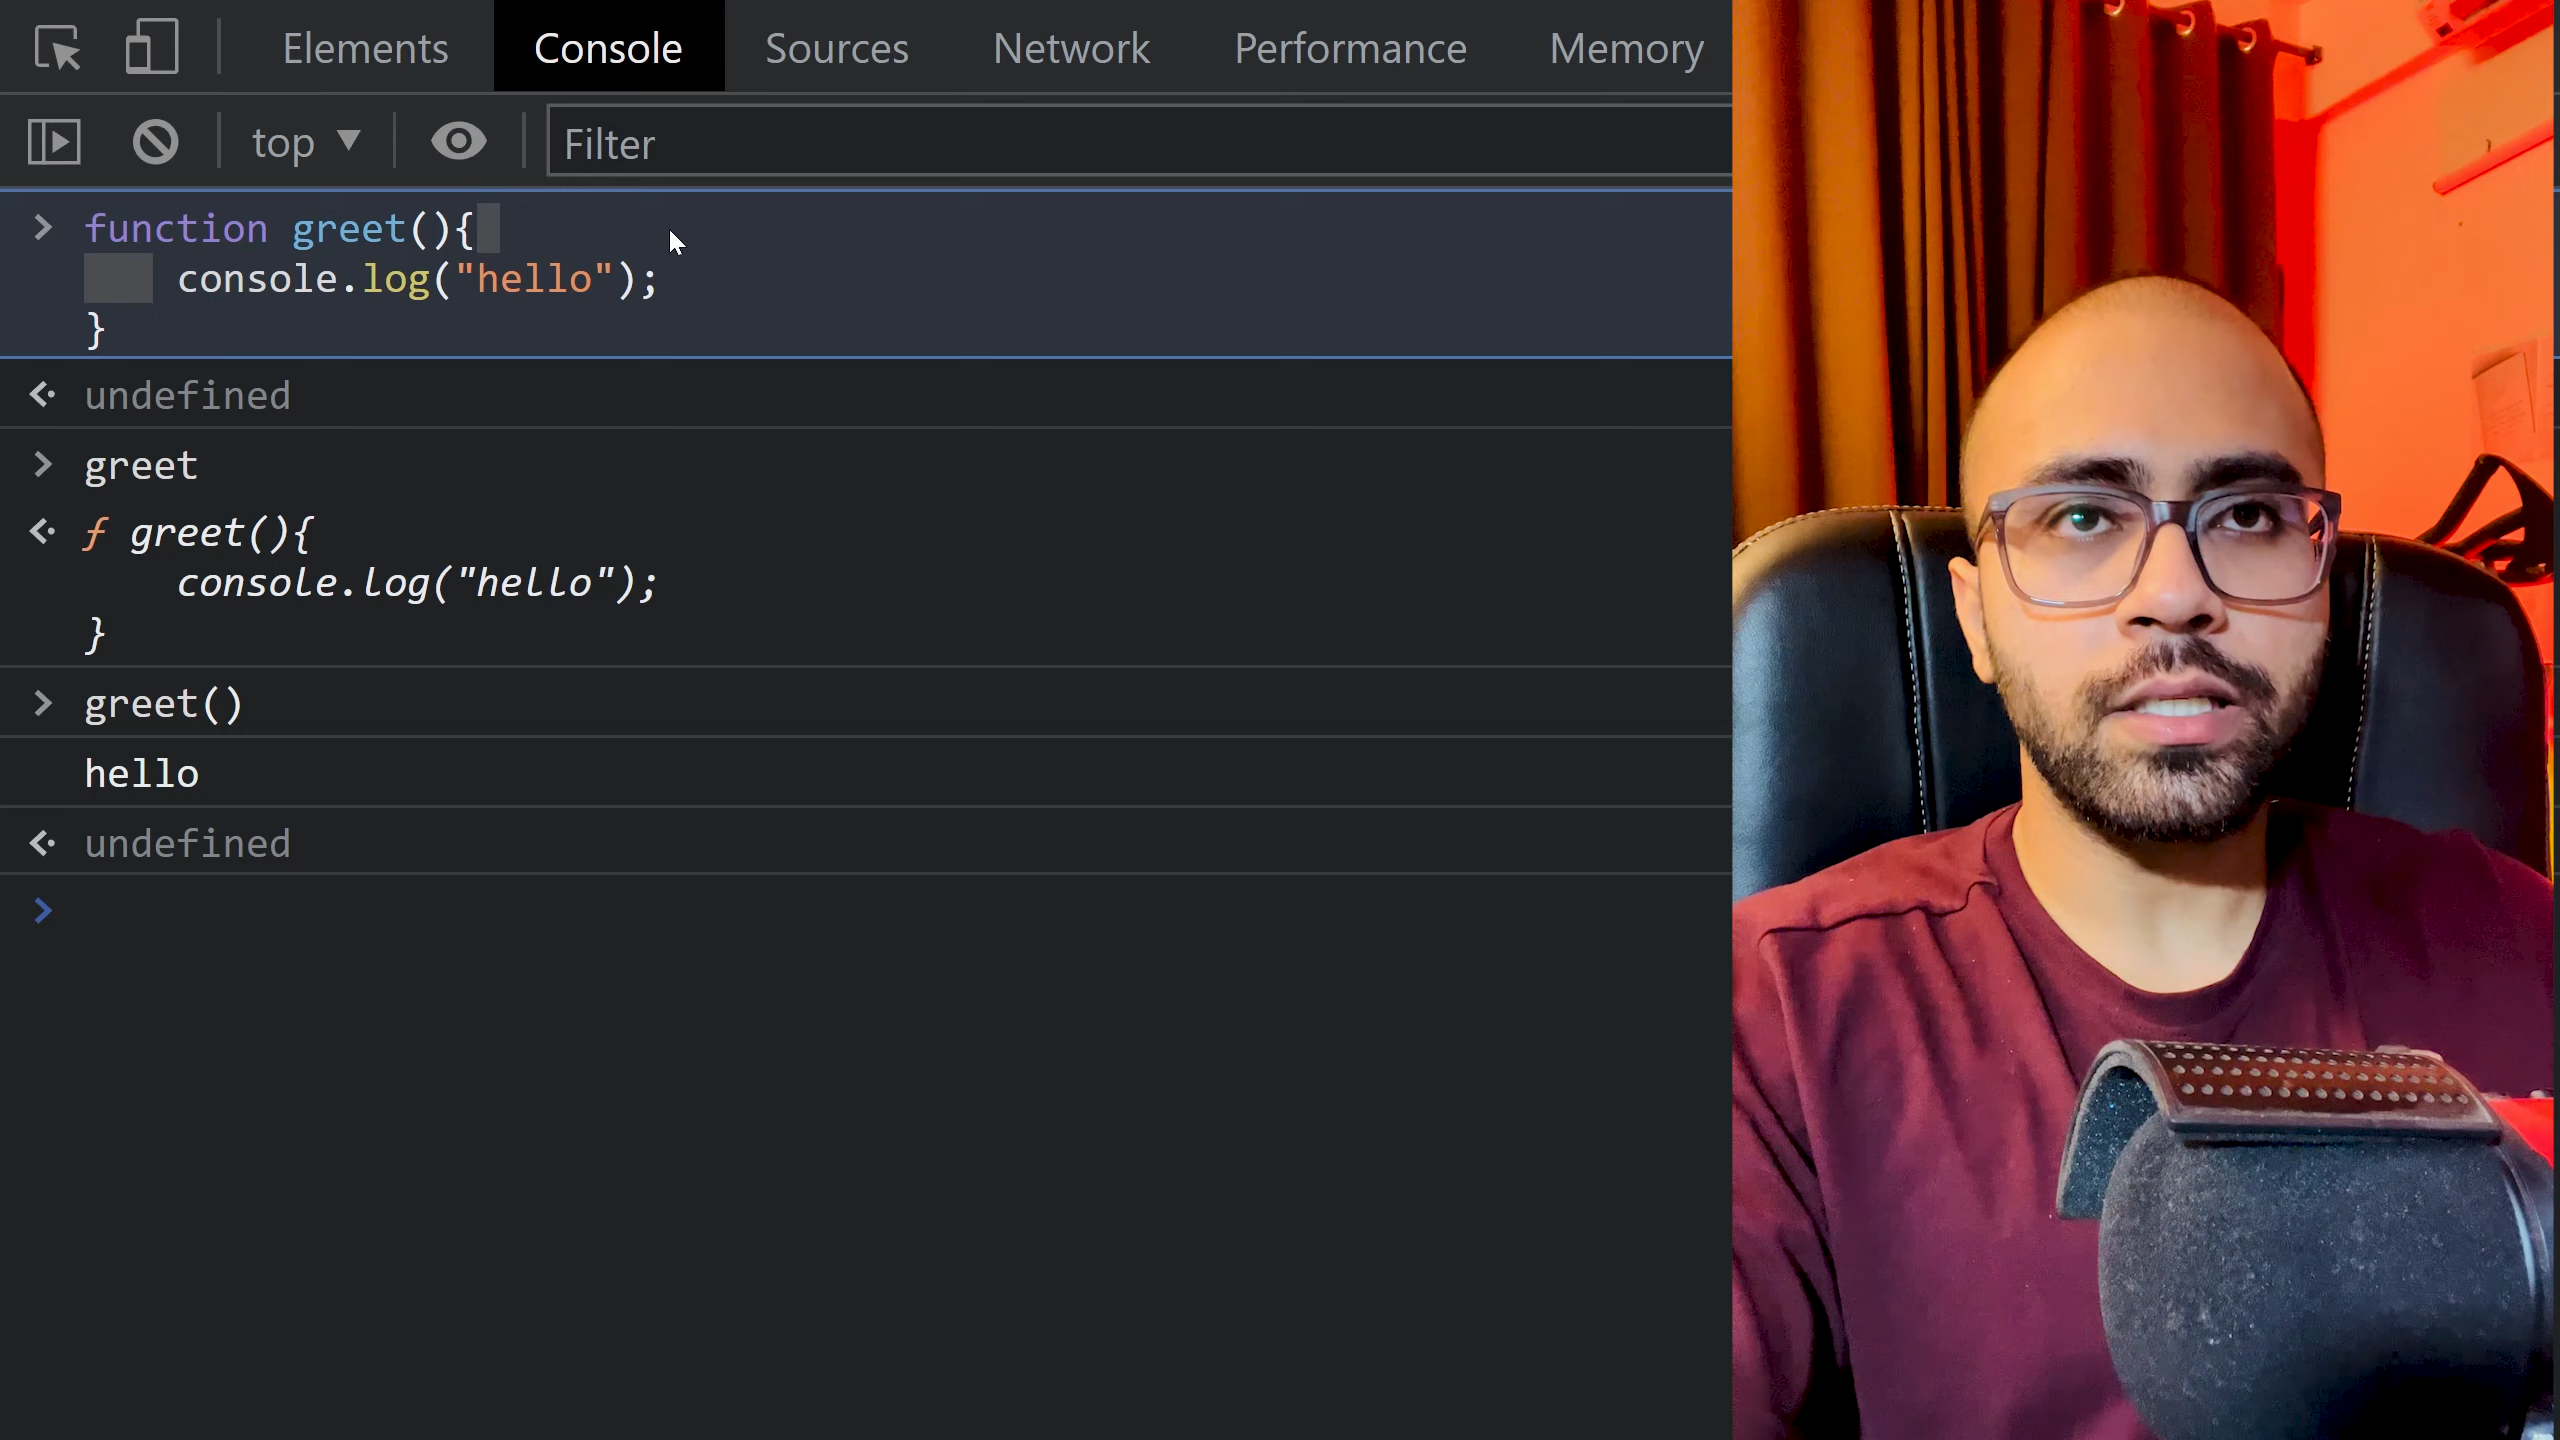 Elements Console Sources Network Performance Memory
top Filter
function greet(){
console.log("hello");
}
undefined
greet
ƒ greet(){
console.log("hello");
}
greet()
hello
undefined